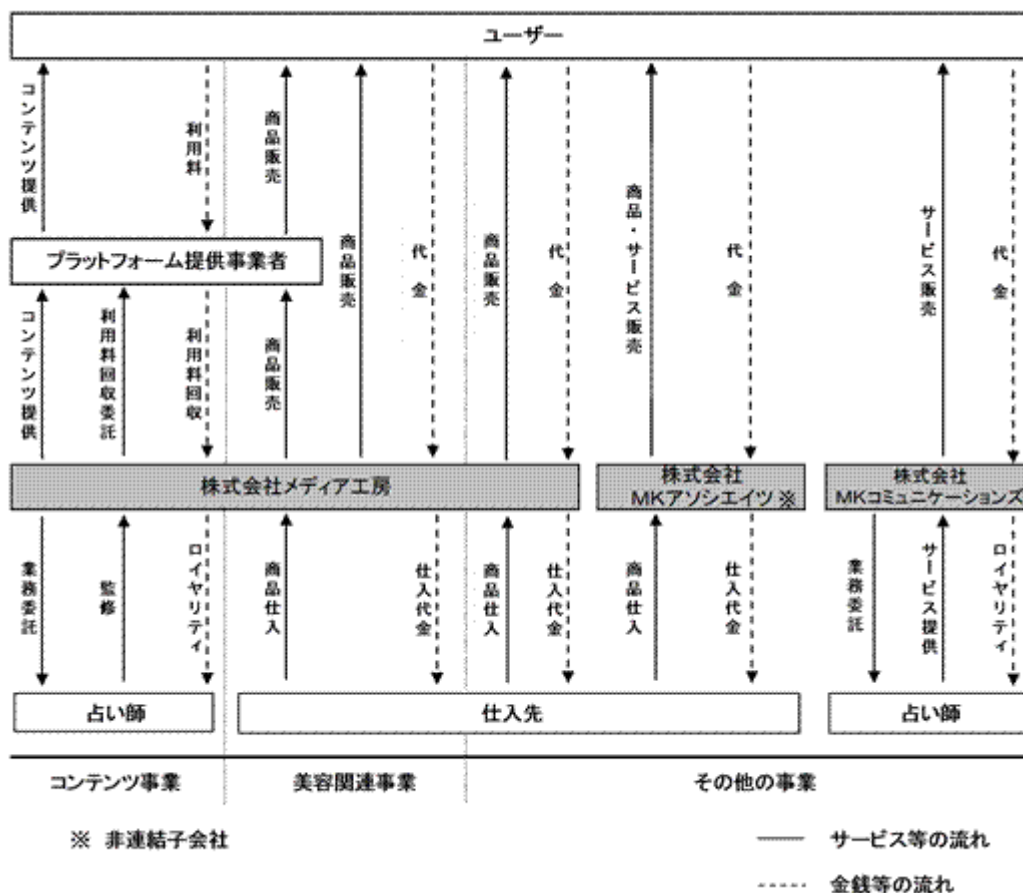 ユーザー
コンテンツ提供
利用料
商品販売
商品販売
代金
商品販売
代金
商品・サービス販売
代金
サービス販売
代金
プラットフォーム提供事業者
コンテンツ提供
利用料回収委託
利用料回収
商品販売
株式会社メディア工房
株式会社
MKアソシエイツ ※
株式会社
MKコミュニケーションズ
業務委託
監修
ロイヤリティ
商品仕入
仕入代金
商品仕入
仕入代金
商品仕入
仕入代金
業務委託
サービス提供
ロイヤリティ
占い師
仕入先
占い師
コンテンツ事業
美容関連事業
その他の事業
※ 非連結子会社
サービス等の流れ
金銭等の流れ